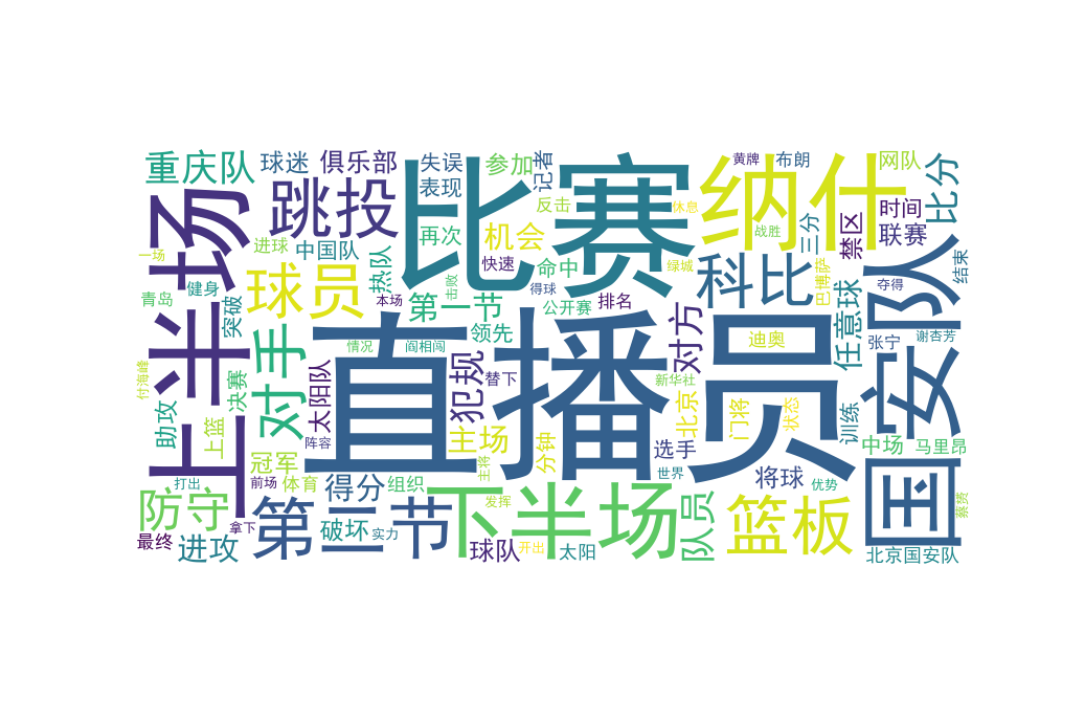 直播员
比赛
国安队
上半场
纳什
下半场
第三节
篮板
球员
跳投
科比
对手
防守
重庆队
球迷
俱乐部
失误
表现
参加
记者
反击
黄牌
布朗
网队
比分
休息
战胜
三分
禁区
时间
联赛
一场
进球
中国队
热队
再次
机会
快速
命中
绿城
巴博萨
结束
青岛
健身
突破
本场
击败
第一节
得球
公开赛
排名
对方
夺得
任意球
领先
迪奥
张宁
谢杏芳
付海峰
决赛
太阳队
情况
阎相闯
犯规
替下
新华社
助攻
上篮
阵容
主场
分钟
选手
北京
门将
状态
训练
中场
马里昂
冠军
主将
世界
将球
优势
蔡赟
打出
前场
体育
得分
组织
发挥
队员
最终
进攻
拿下
破坏
实力
球队
开出
太阳
北京国安队